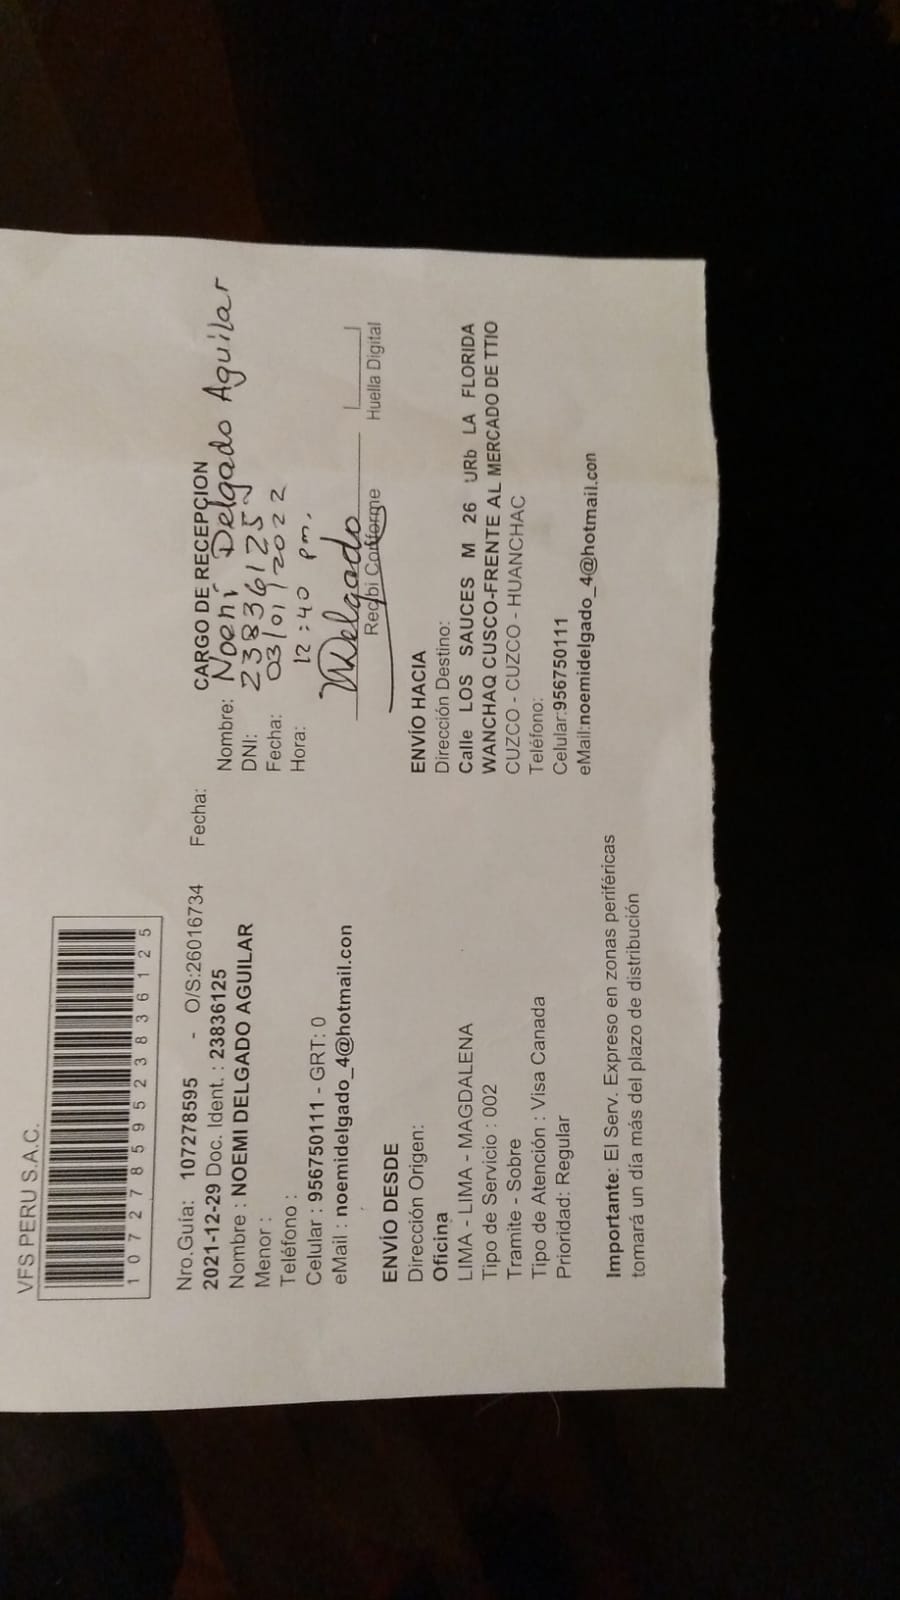 VFS PERU S.A.C.
1 0 7 2 7 8 5 9 5 2 3 8 3 6 1 2 5
Nro.Guía: 107278595 - O/S:26016734 Fecha:
2021-12-29 Doc. Ident. : 23836125
Nombre : NOEMI DELGADO AGUILAR
Menor :
Teléfono :
Celular : 956750111 - GRT: 0
eMail : noemidelgado_4@hotmail.con
ENVÍO DESDE
Dirección Origen:
Oficina
LIMA - LIMA - MAGDALENA
Tipo de Servicio : 002
Tramite - Sobre
Tipo de Atención : Visa Canada
Prioridad: Regular
Importante: El Serv. Expreso en zonas periféricas
tomará un día más del plazo de distribución
CARGO DE RECEPCION
Nombre: Noemí Delgado Aguilar
DNI: 23836125
Fecha: 03/01/2022
Hora: 12:40 pm.
NDelgado
Recibi Conforme Huella Digital
ENVÍO HACIA
Dirección Destino:
Calle LOS SAUCES M 26 URb LA FLORIDA
WANCHAQ CUSCO-FRENTE AL MERCADO DE TTIO
CUZCO - CUZCO - HUANCHAC
Teléfono:
Celular:956750111
eMail:noemidelgado_4@hotmail.con